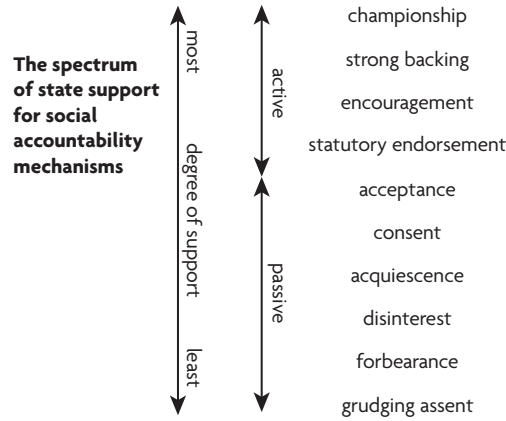 The spectrum
of state support
for social
accountability
mechanisms
most
degree of support
least
active
passive
championship
strong backing
encouragement
statutory endorsement
acceptance
consent
acquiescence
disinterest
forbearance
grudging assent